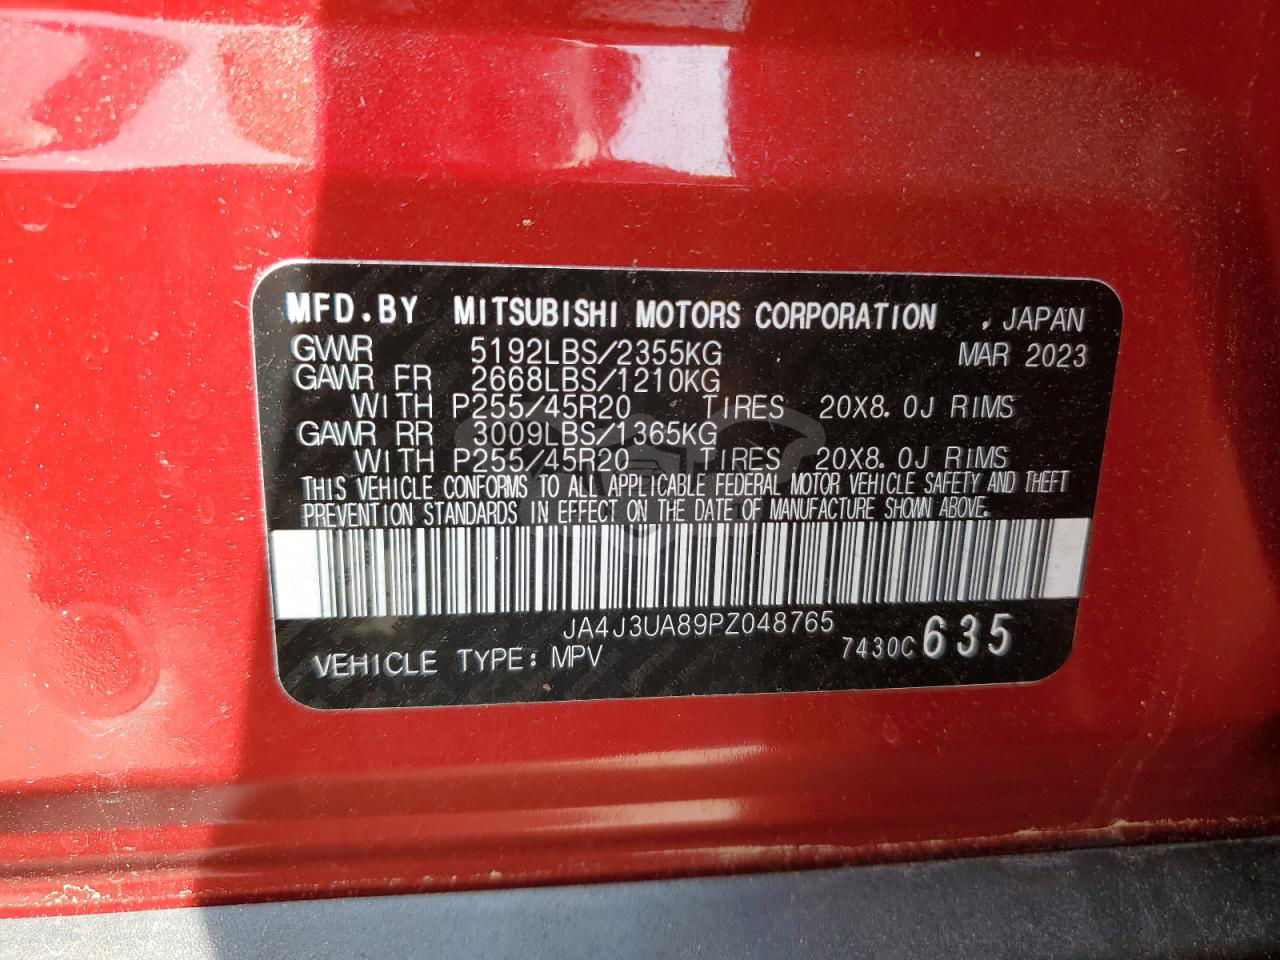 MFD.BY MITSUBISHI MOTORS CORPORATION , JAPAN
GVWR 5192LBS/2355KG MAR 2023
GAWR FR 2668LBS/1210KG
WITH P255/45R20 TIRES 20X8.0J RIMS
GAWR RR 3009LBS/1365KG
WITH P255/45R20 TIRES 20X8.0J RIMS
THIS VEHICLE CONFORMS TO ALL APPLICABLE FEDERAL MOTOR VEHICLE SAFETY AND THEFT
PREVENTION STANDARDS IN EFFECT ON THE DATE OF MANUFACTURE SHOWN ABOVE.
JA4J3UA89PZ048765
VEHICLE TYPE: MPV 7430C 635